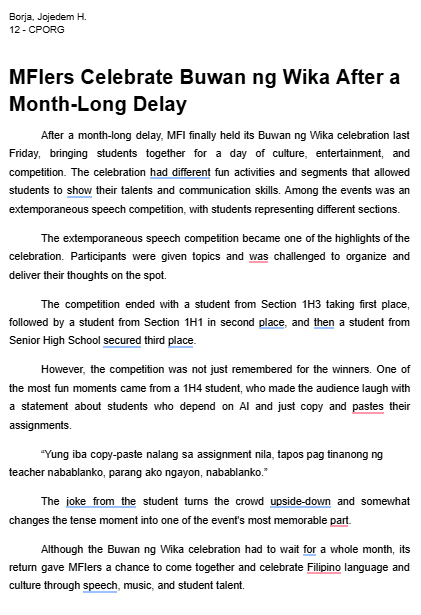 Borja, Jojedem H.
12 - CPORG
MFIers Celebrate Buwan ng Wika After a
Month-Long Delay
After a month-long delay, MFI finally held its Buwan ng Wika celebration last
Friday, bringing students together for a day of culture, entertainment, and
competition. The celebration had different fun activities and segments that allowed
students to show their talents and communication skills. Among the events was an
extemporaneous speech competition, with students representing different sections.
The extemporaneous speech competition became one of the highlights of the
celebration. Participants were given topics and was challenged to organize and
deliver their thoughts on the spot.
The competition ended with a student from Section 1H3 taking first place,
followed by a student from Section 1H1 in second place, and then a student from
Senior High School secured third place.
However, the competition was not just remembered for the winners. One of
the most fun moments came from a 1H4 student, who made the audience laugh with
a statement about students who depend on AI and just copy and pastes their
assignments.
“Yung iba copy-paste nalang sa assignment nila, tapos pag tinanong ng
teacher nabablanko, parang ako ngayon, nabablanko.”
The joke from the student turns the crowd upside-down and somewhat
changes the tense moment into one of the event's most memorable part.
Although the Buwan ng Wika celebration had to wait for a whole month, its
return gave MFIers a chance to come together and celebrate Filipino language and
culture through speech, music, and student talent.